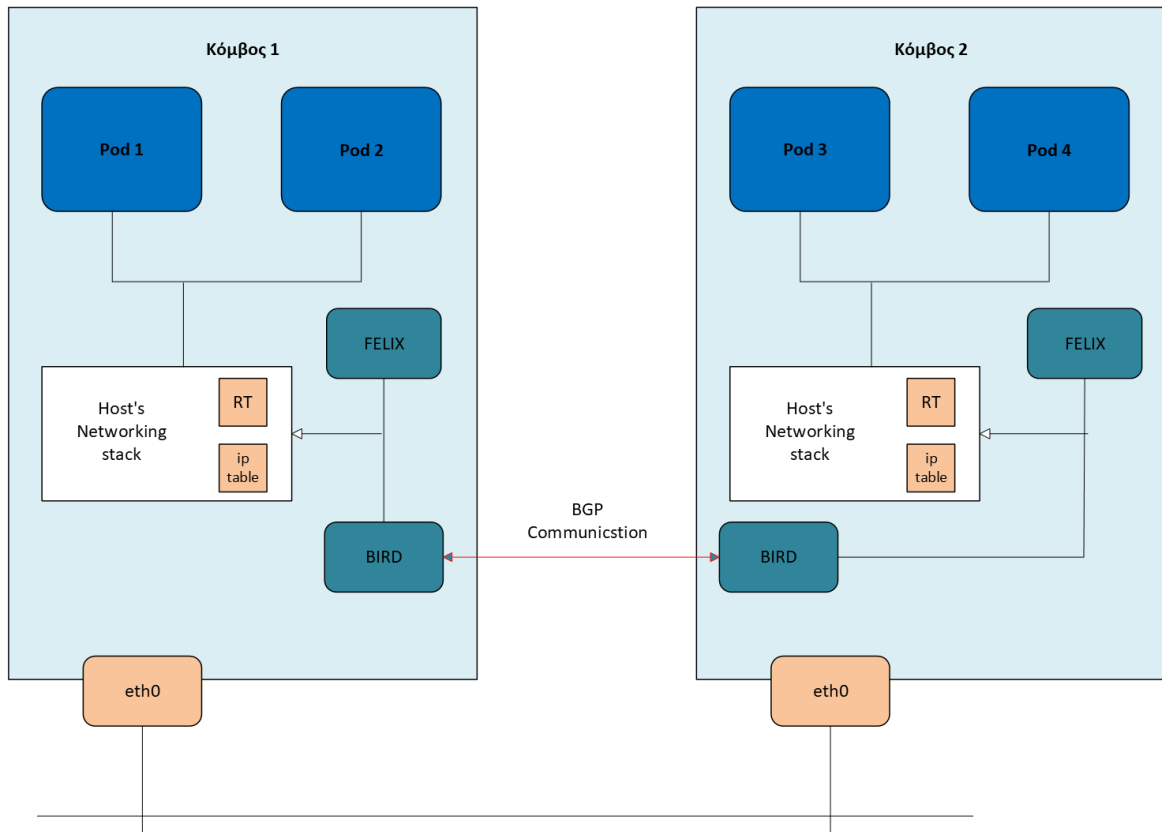 Κόμβος 1
Pod 1
Pod 2
FELIX
Host's
Networking
stack
RT
ip
table
BIRD
eth0
BGP
Communicstion
Κόμβος 2
Pod 3
Pod 4
FELIX
Host's
Networking
stack
RT
ip
table
BIRD
eth0